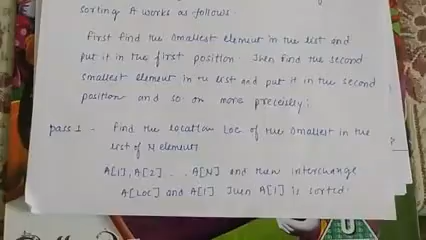 sorting A works as follows.
First find the smallest element in the list and
put it in the first position. Then find the second
smallest element in the list and put it in the second
position and so on more precisely;
pass 1 - Find the location Loc of the smallest in the
list of N elements
A[1], A[2] . . . A[N] and then interchange
A[Loc] and A[1] Then A[1] is sorted.